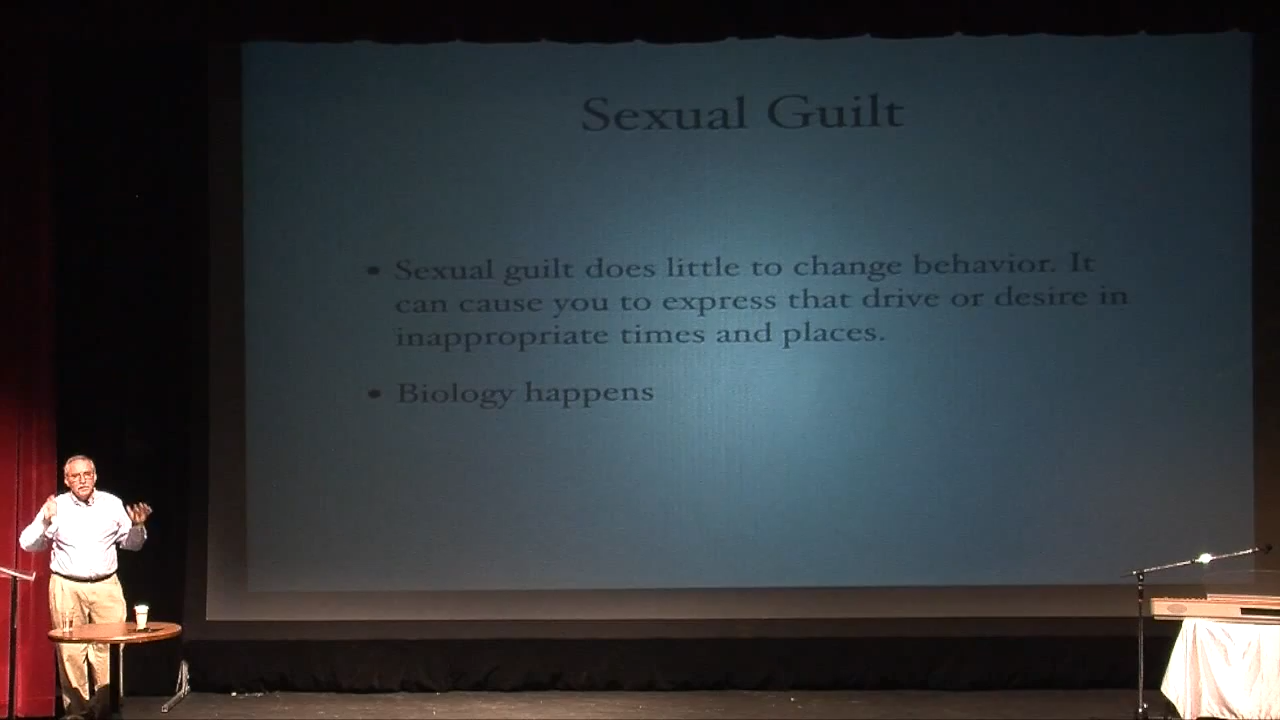 Sexual Guilt
• Sexual guilt does little to change behavior. It
can cause you to express that drive or desire in
inappropriate times and places.
• Biology happens